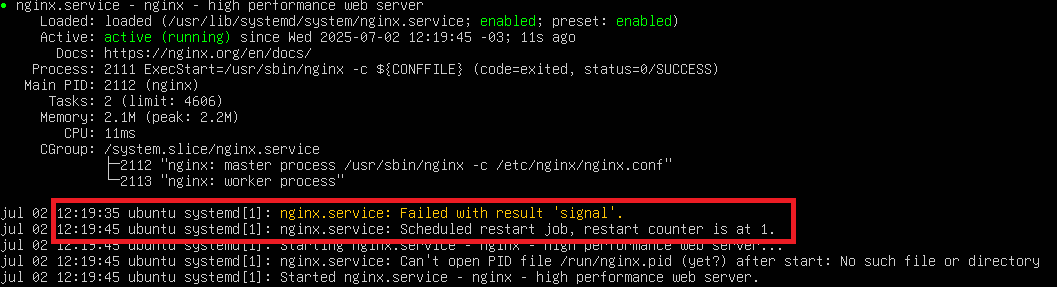 ● nginx.service - nginx - high performance web server
Loaded: loaded (/usr/lib/systemd/system/nginx.service; enabled; preset: enabled)
Active: active (running) since Wed 2025-07-02 12:19:45 -03; 11s ago
Docs: https://nginx.org/en/docs/
Process: 2111 ExecStart=/usr/sbin/nginx -c ${CONFFILE} (code=exited, status=0/SUCCESS)
Main PID: 2112 (nginx)
Tasks: 2 (limit: 4606)
Memory: 2.1M (peak: 2.2M)
CPU: 11ms
CGroup: /system.slice/nginx.service
├─2112 "nginx: master process /usr/sbin/nginx -c /etc/nginx/nginx.conf"
└─2113 "nginx: worker process"
jul 02 12:19:35 ubuntu systemd[1]: nginx.service: Failed with result 'signal'.
jul 02 12:19:45 ubuntu systemd[1]: nginx.service: Scheduled restart job, restart counter is at 1.
jul 02 12:19:45 ubuntu systemd[1]: Starting nginx.service - nginx - high performance web server...
jul 02 12:19:45 ubuntu systemd[1]: nginx.service: Can't open PID file /run/nginx.pid (yet?) after start: No such file or directory
jul 02 12:19:45 ubuntu systemd[1]: Started nginx.service - nginx - high performance web server.